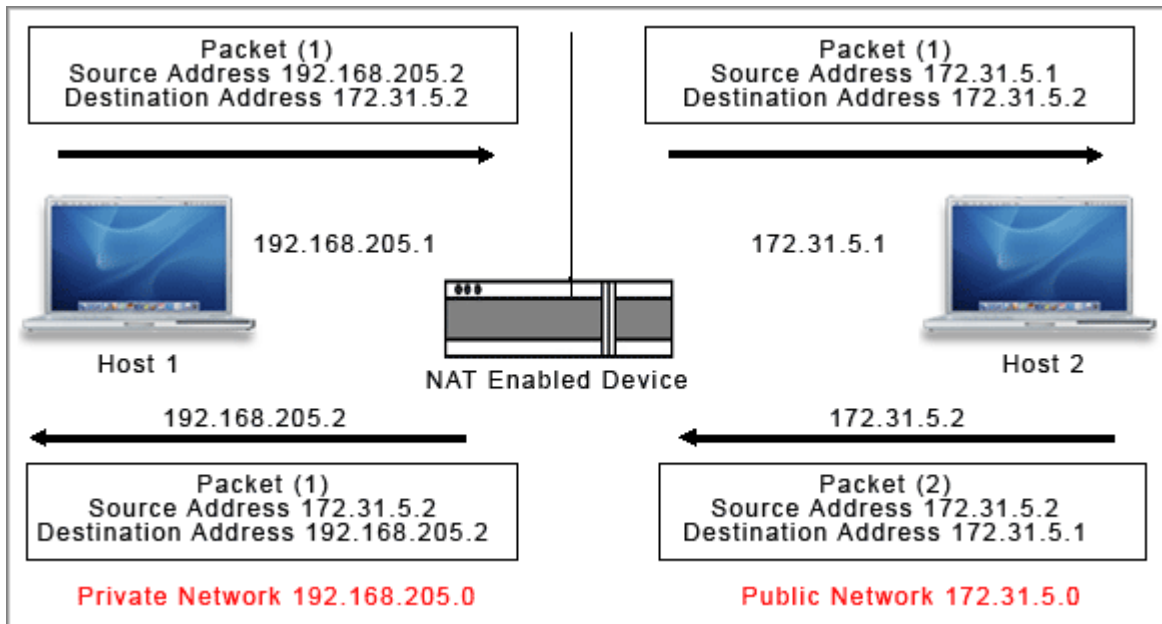 Packet (1)
Source Address 192.168.205.2
Destination Address 172.31.5.2
Packet (1)
Source Address 172.31.5.1
Destination Address 172.31.5.2
192.168.205.1
172.31.5.1
Host 1
NAT Enabled Device
Host 2
192.168.205.2
172.31.5.2
Packet (1)
Source Address 172.31.5.2
Destination Address 192.168.205.2
Packet (2)
Source Address 172.31.5.2
Destination Address 172.31.5.1
Private Network 192.168.205.0
Public Network 172.31.5.0